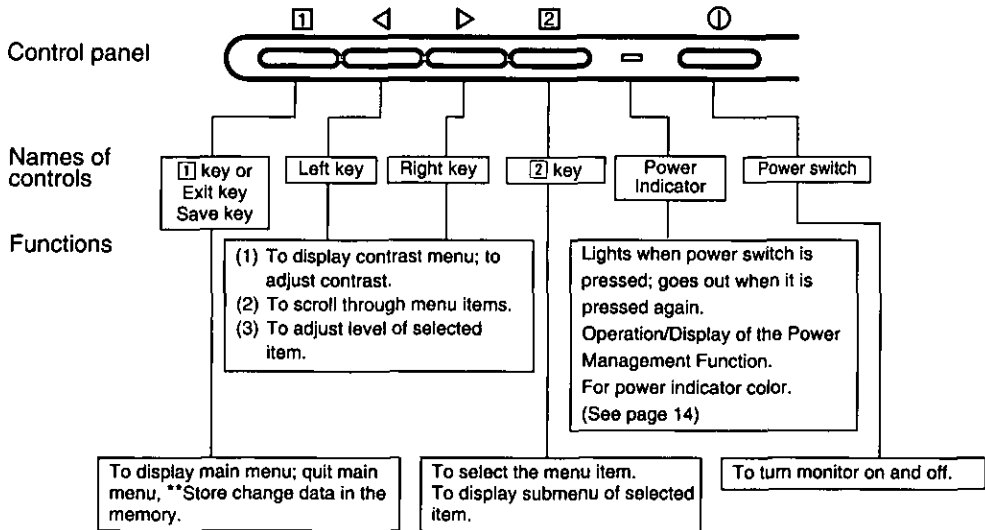 1 2
Control panel
Names of
controls
1 key or
Exit key
Save key
Left key
Right key
2 key
Power
Indicator
Power switch
Functions
(1) To display contrast menu; to
adjust contrast.
(2) To scroll through menu items.
(3) To adjust level of selected
item.
Lights when power switch is
pressed; goes out when it is
pressed again.
Operation/Display of the Power
Management Function.
For power indicator color.
(See page 14)
To display main menu; quit main
menu, **Store change data in the
memory.
To select the menu item.
To display submenu of selected
item.
To turn monitor on and off.